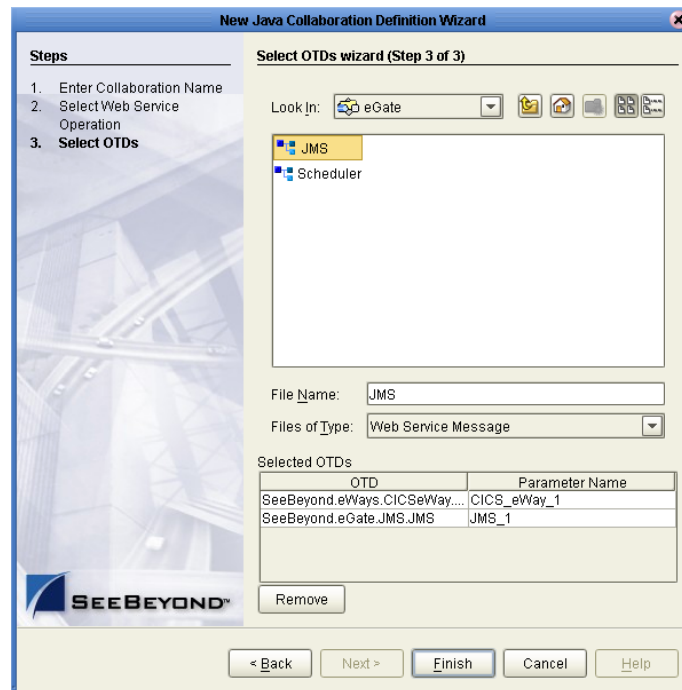 New Java Collaboration Definition Wizard
Steps
1. Enter Collaboration Name
2. Select Web Service
Operation
3. Select OTDs
Select OTDs wizard (Step 3 of 3)
Look In: eGate
JMS
Scheduler
File Name: JMS
Files of Type: Web Service Message
Selected OTDs
OTD Parameter Name
SeeBeyond.eWays.CICSeWay.... CICS_eWay_1
SeeBeyond.eGate.JMS.JMS JMS_1
Remove
SEEBEYOND™
< Back Next > Finish Cancel Help